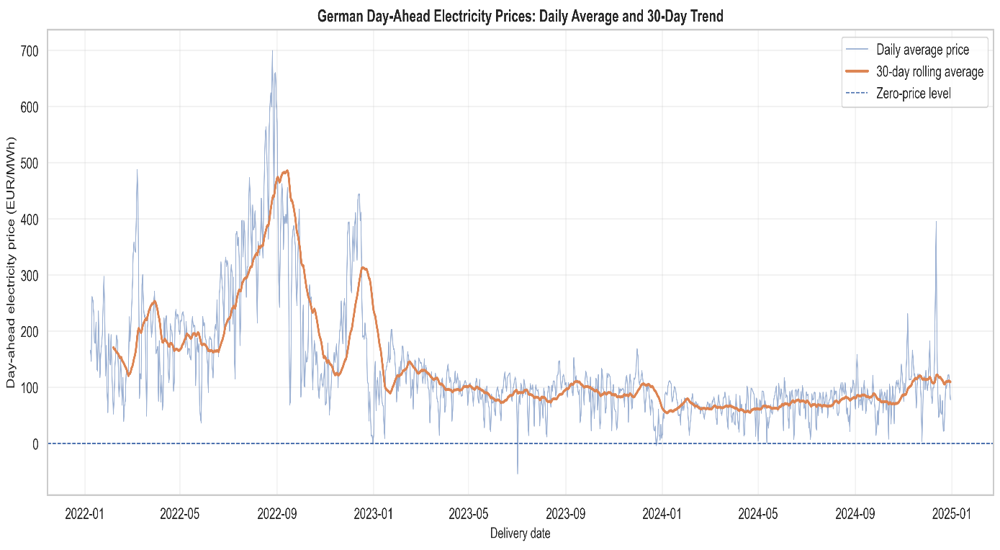 German Day-Ahead Electricity Prices: Daily Average and 30-Day Trend
Daily average price
30-day rolling average
Zero-price level
Day-ahead electricity price (EUR/MWh)
700
600
500
400
300
200
100
0
2022-01 2022-05 2022-09 2023-01 2023-05 2023-09 2024-01 2024-05 2024-09 2025-01
Delivery date